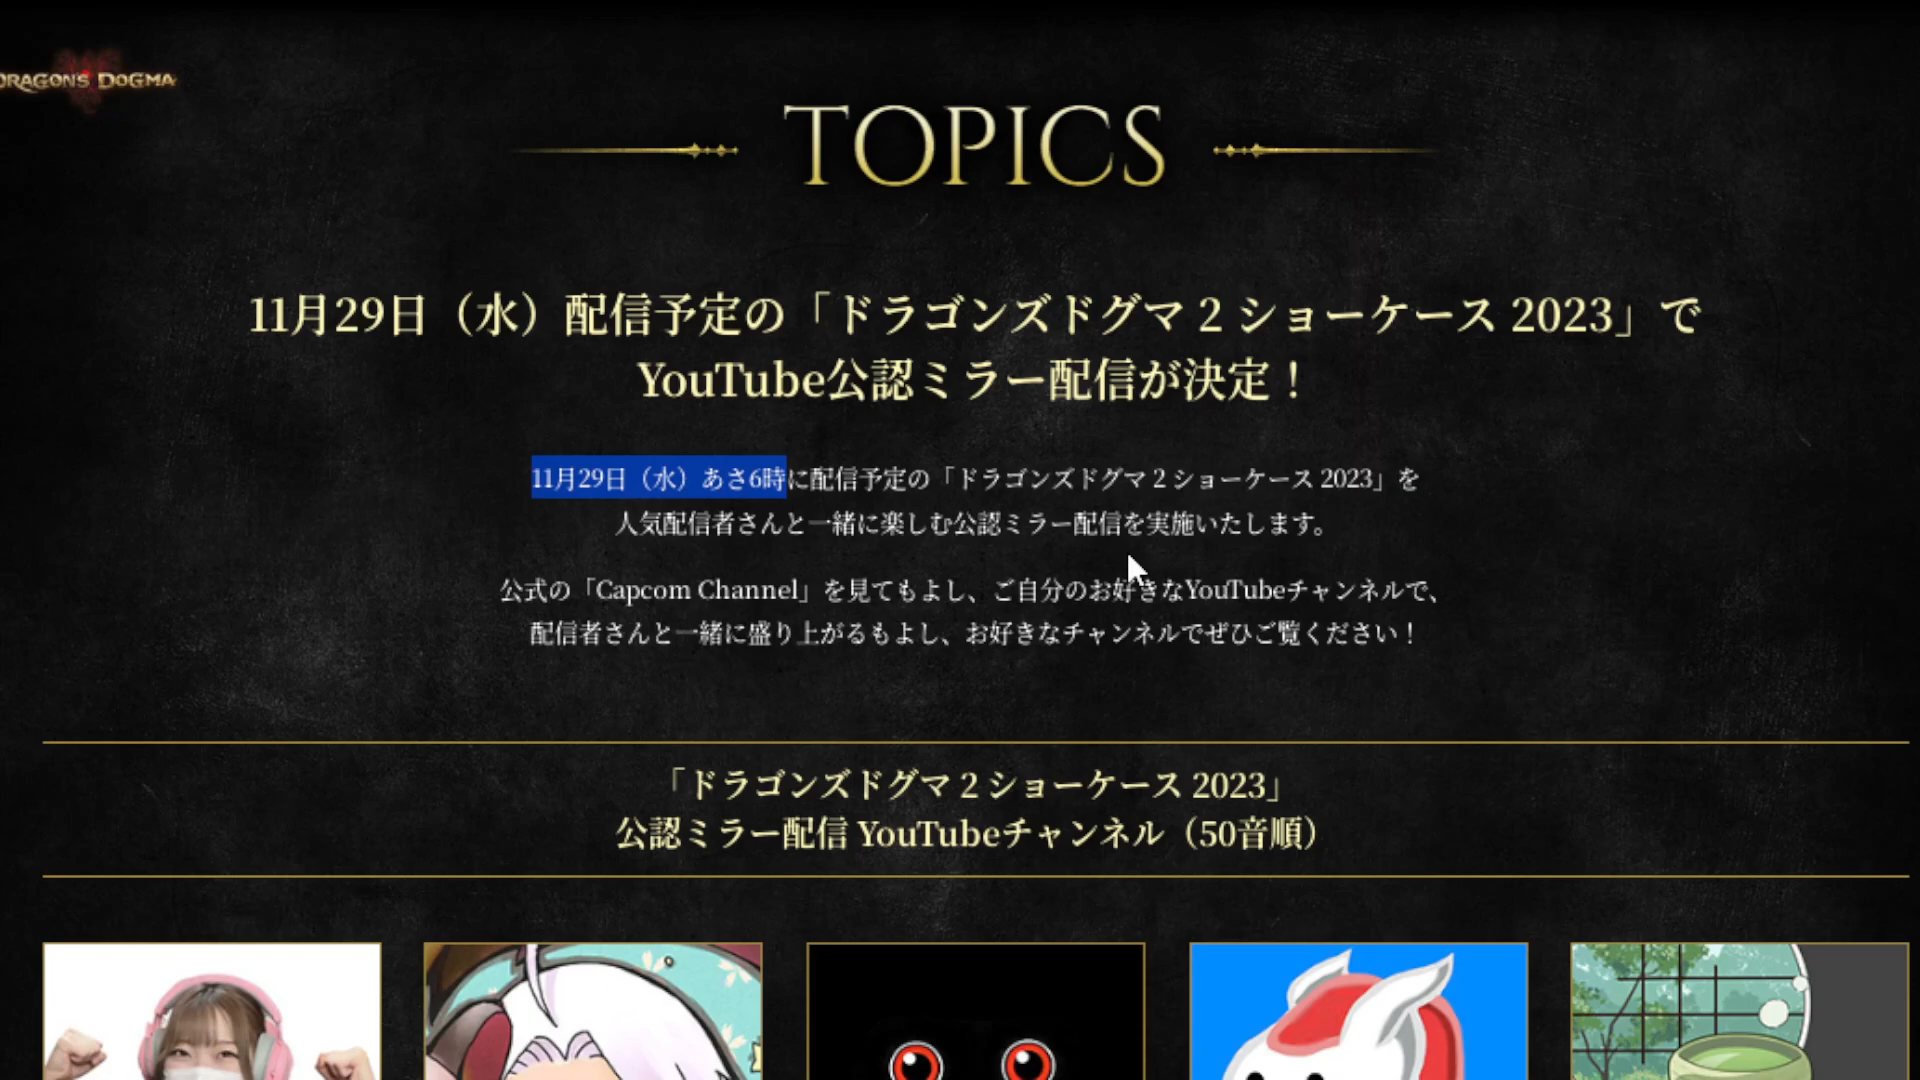 DRAGON'S DOGMA
TOPICS
11月29日（水）配信予定の「ドラゴンズドグマ 2 ショーケース 2023」で
YouTube公認ミラー配信が決定！
11月29日（水）あさ6時に配信予定の「ドラゴンズドグマ 2 ショーケース 2023」を
人気配信者さんと一緒に楽しむ公認ミラー配信を実施いたします。
公式の「Capcom Channel」を見てもよし、ご自分のお好きなYouTubeチャンネルで、
配信者さんと一緒に盛り上がるもよし、お好きなチャンネルでぜひご覧ください！
「ドラゴンズドグマ 2 ショーケース 2023」
公認ミラー配信 YouTubeチャンネル（50音順）